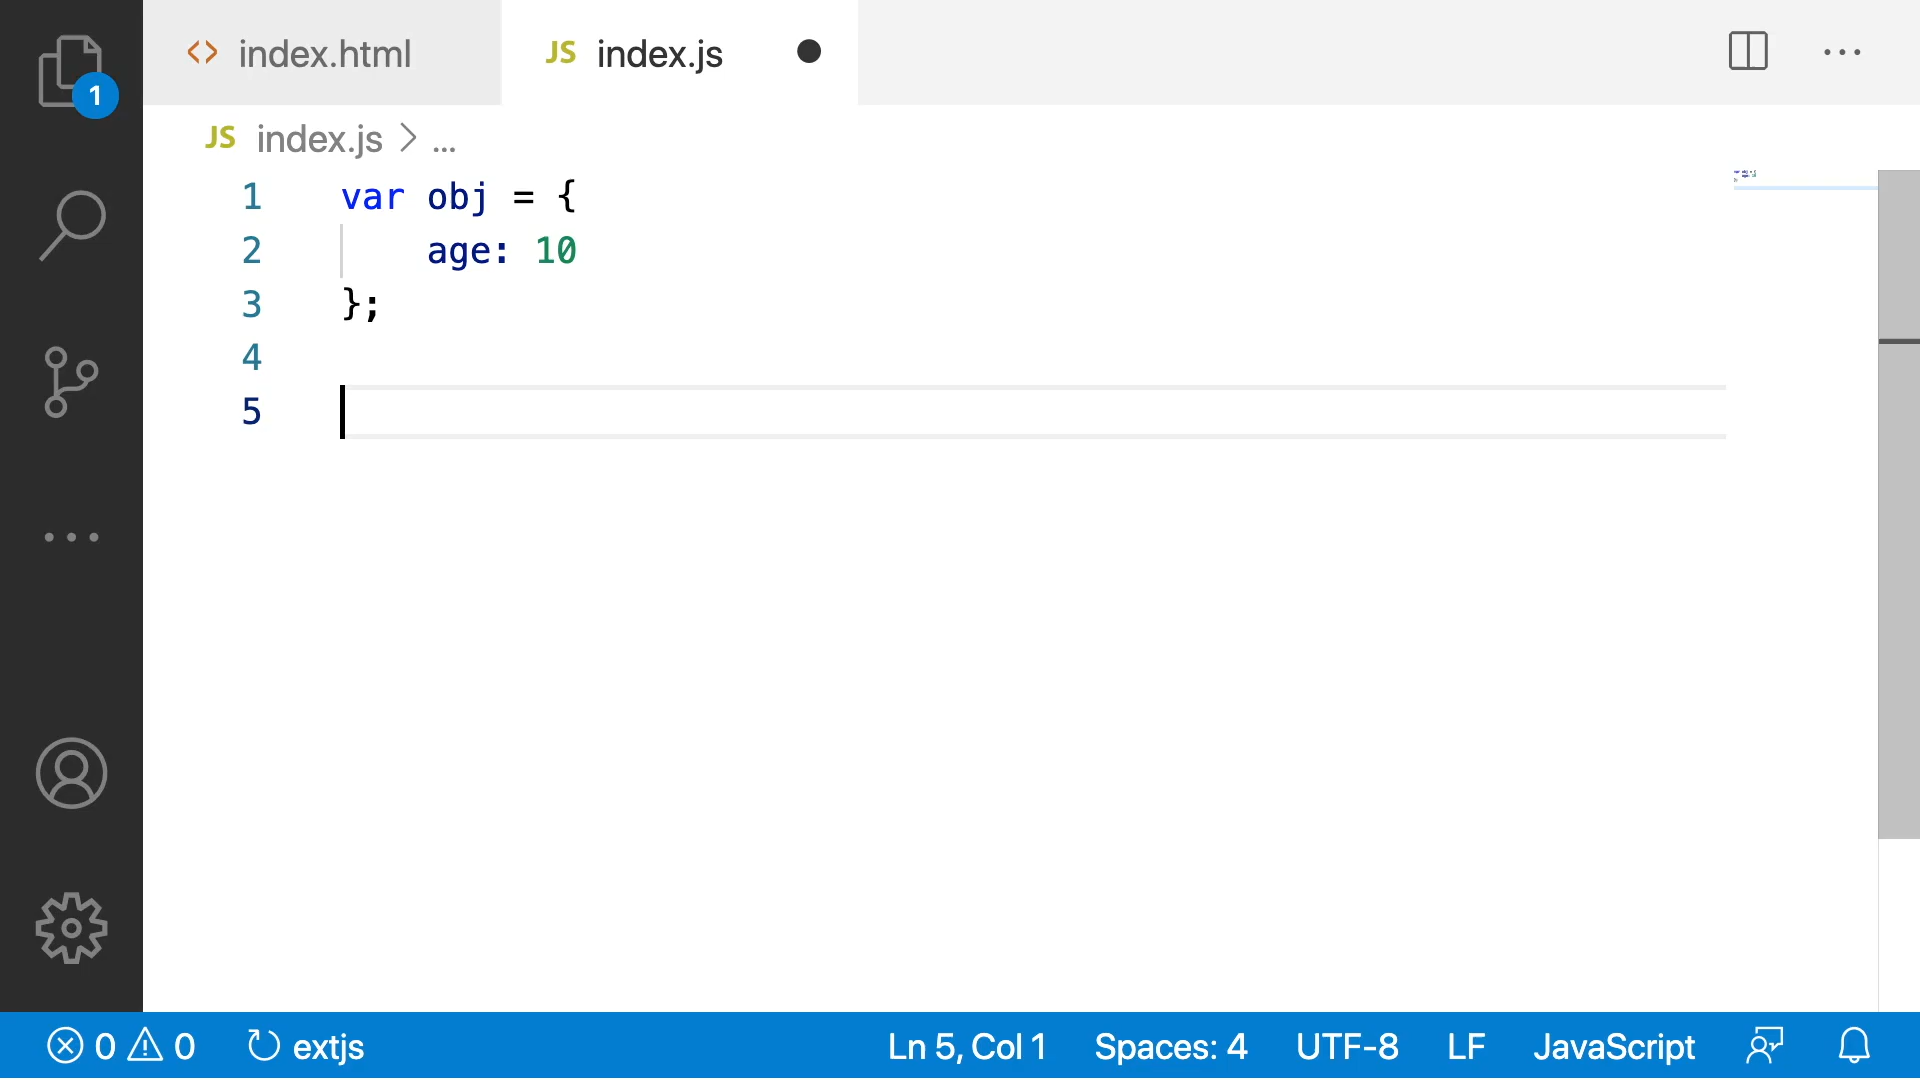 index.html
JS index.js
1
JS index.js > ...
1 var obj = {
2 age: 10
3 };
4
5
0 0 extjs Ln 5, Col 1 Spaces: 4 UTF-8 LF JavaScript